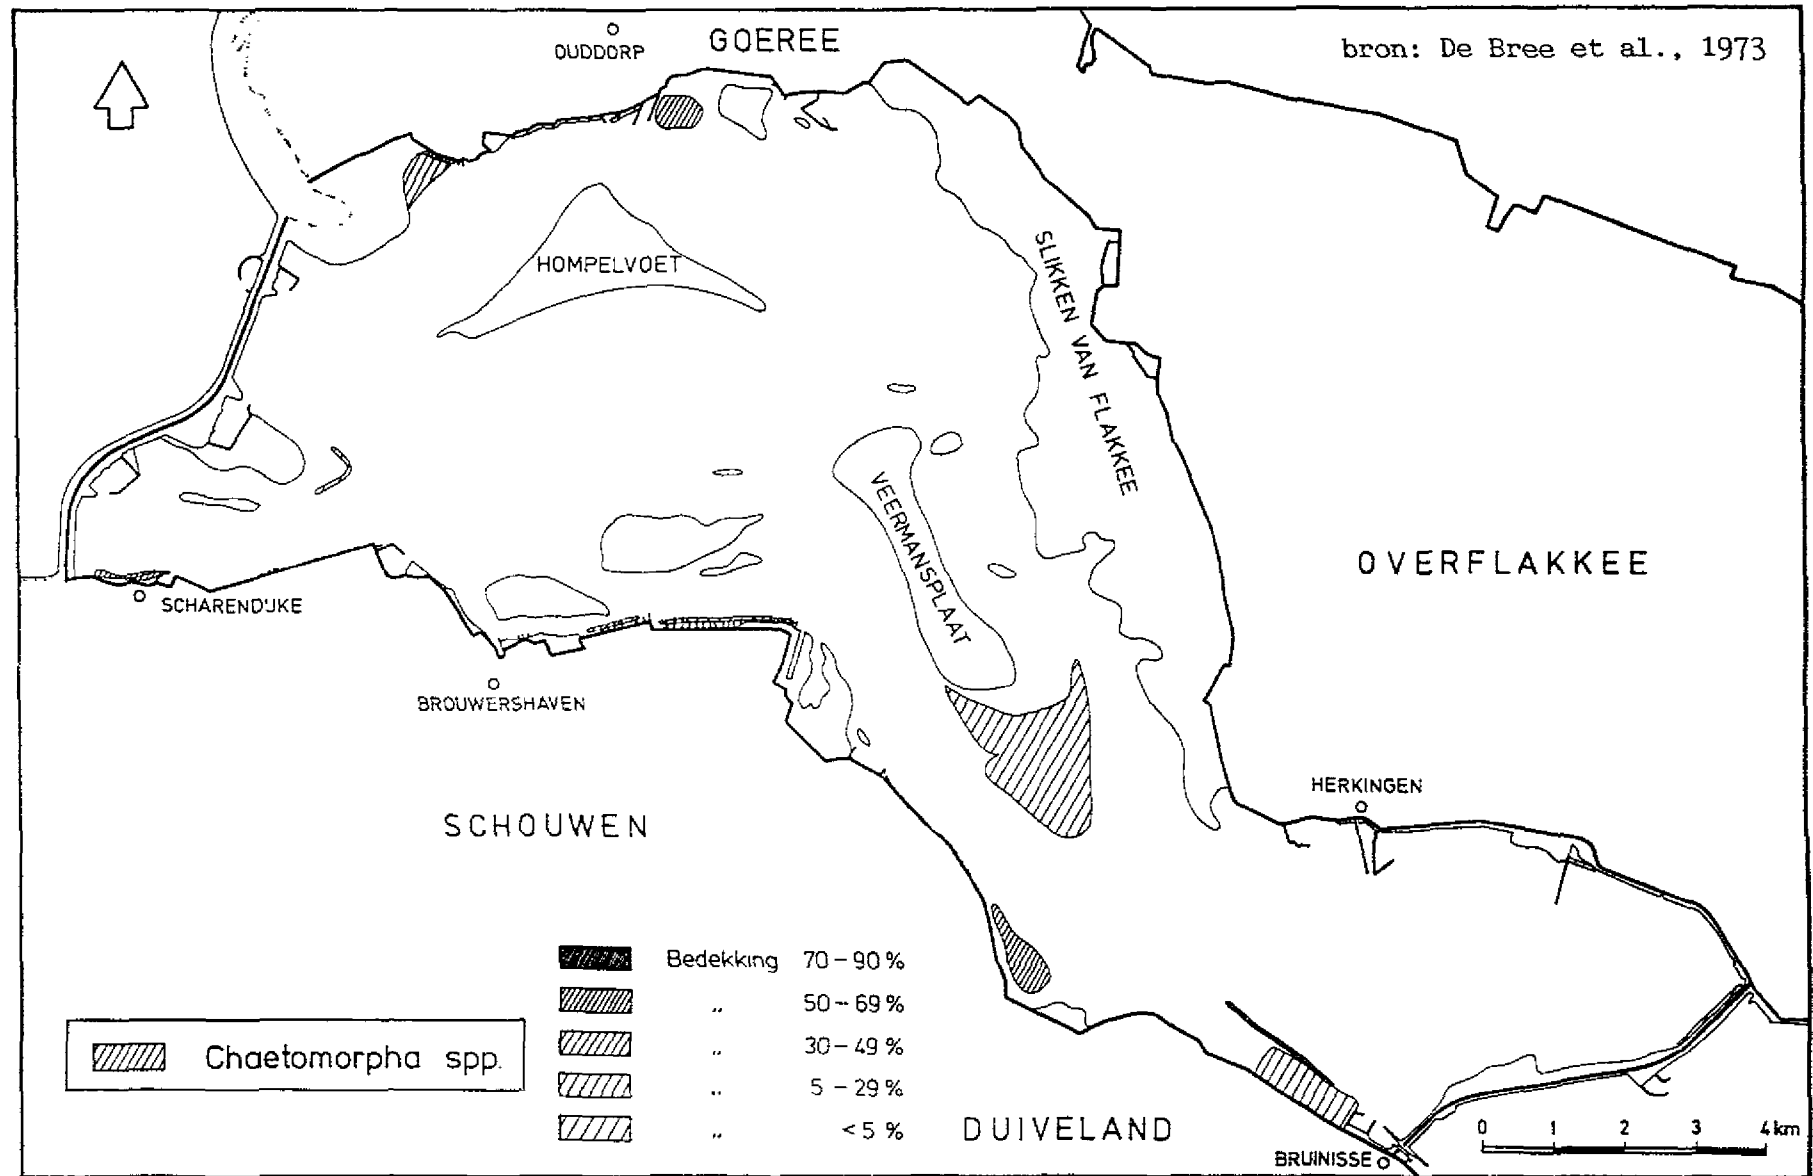 OUDDORP
GOEREE
bron: De Bree et al., 1973
HOMPELVOET
SLIKKEN VAN FLAKKEE
VEERMANSPLAAT
OVERFLAKKEE
SCHARENDIJKE
BROUWERSHAVEN
HERKINGEN
SCHOUWEN
Bedekking 70-90%
„ 50-69%
„ 30-49%
„ 5-29%
„ <5%
Chaetomorpha spp.
DUIVELAND
BRUINISSE
0 1 2 3 4 km